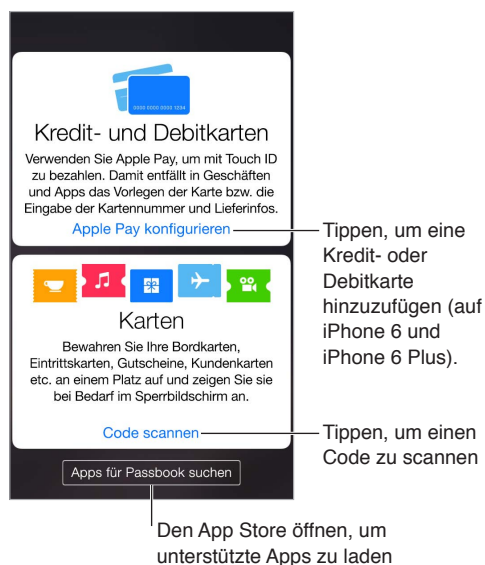 0000 0000 0000 1234
Kredit- und Debitkarten
Verwenden Sie Apple Pay, um mit Touch ID
zu bezahlen. Damit entfällt in Geschäften
und Apps das Vorlegen der Karte bzw. die
Eingabe der Kartennummer und Lieferinfos.
Apple Pay konfigurieren
Tippen, um eine
Kredit- oder
Debitkarte
hinzuzufügen (auf
iPhone 6 und
iPhone 6 Plus).
Karten
Bewahren Sie Ihre Bordkarten,
Eintrittskarten, Gutscheine, Kundenkarten
etc. an einem Platz auf und zeigen Sie sie
bei Bedarf im Sperrbildschirm an.
Code scannen
Tippen, um einen
Code zu scannen
Apps für Passbook suchen
Den App Store öffnen, um
unterstützte Apps zu laden